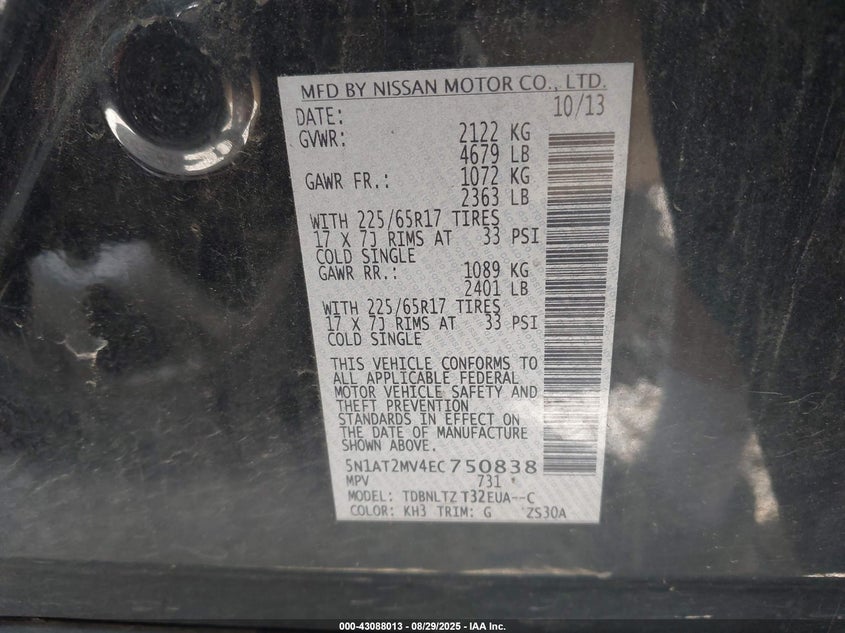 MFD BY NISSAN MOTOR CO., LTD.
DATE: 10/13
GVWR: 2122 KG
4679 LB
GAWR FR.: 1072 KG
2363 LB
WITH 225/65R17 TIRES
17 X 7J RIMS AT 33 PSI
COLD SINGLE
GAWR RR.: 1089 KG
2401 LB
WITH 225/65R17 TIRES
17 X 7J RIMS AT 33 PSI
COLD SINGLE
THIS VEHICLE CONFORMS TO
ALL APPLICABLE FEDERAL
MOTOR VEHICLE SAFETY AND
THEFT PREVENTION
STANDARDS IN EFFECT ON
THE DATE OF MANUFACTURE
SHOWN ABOVE.
5N1AT2MV4EC750838
MPV 731
MODEL: TDBNLTZ T32EUA--C
COLOR: KH3 TRIM: G ZS30A
000-43088013 - 08/29/2025 - IAA Inc.